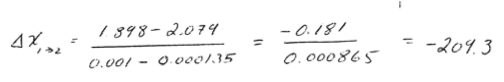 Δχ₁→₂ = (1.898 - 2.079) / (0.001 - 0.000135) = -0.181 / 0.000865 = -209.3